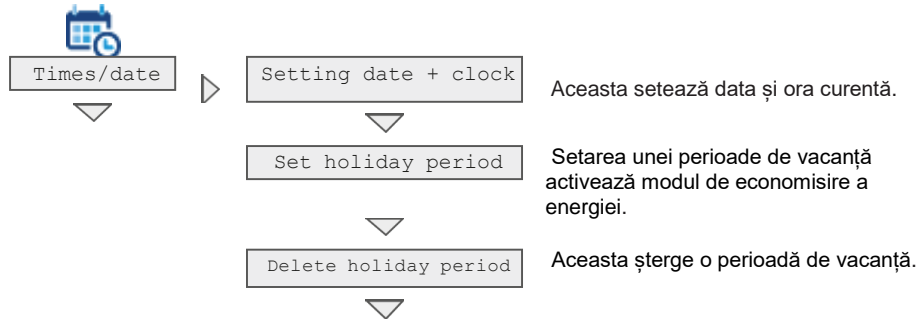 Times/date
Setting date + clock
Aceasta setează data și ora curentă.
Set holiday period
Setarea unei perioade de vacanță
activează modul de economisire a
energiei.
Delete holiday period
Aceasta șterge o perioadă de vacanță.